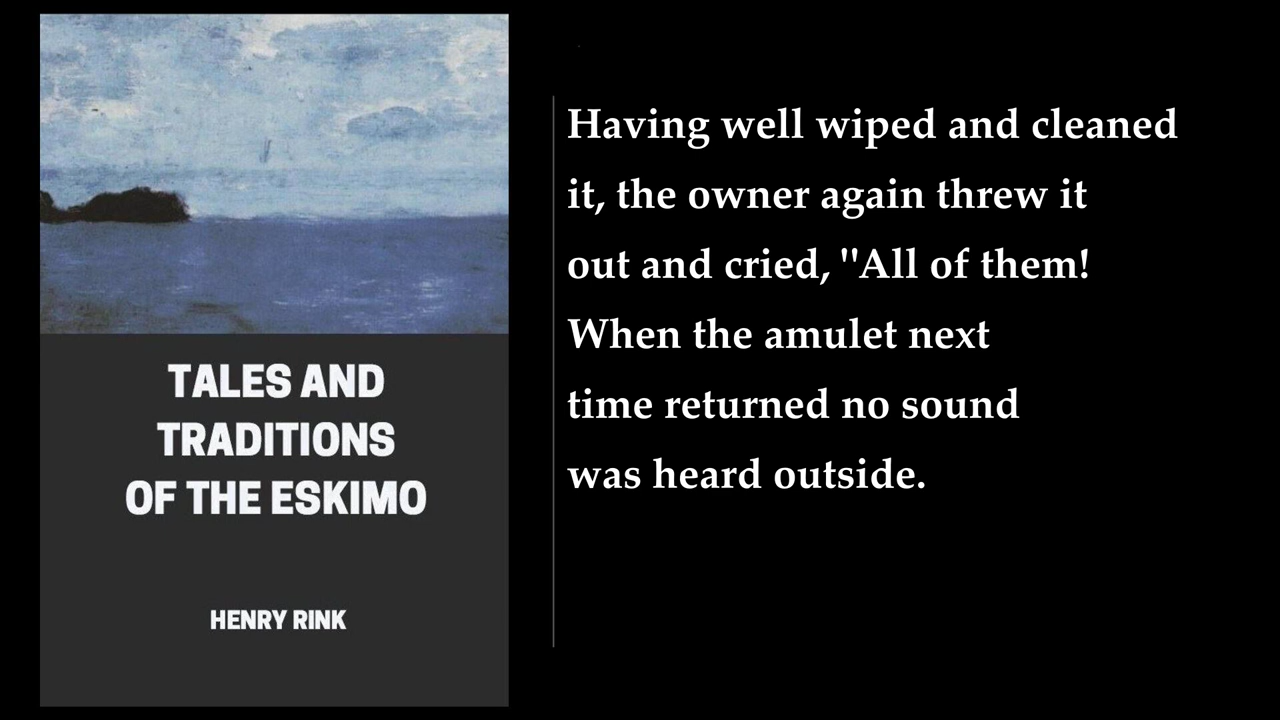 TALES AND
TRADITIONS
OF THE ESKIMO
HENRY RINK
Having well wiped and cleaned
it, the owner again threw it
out and cried, "All of them!
When the amulet next
time returned no sound
was heard outside.